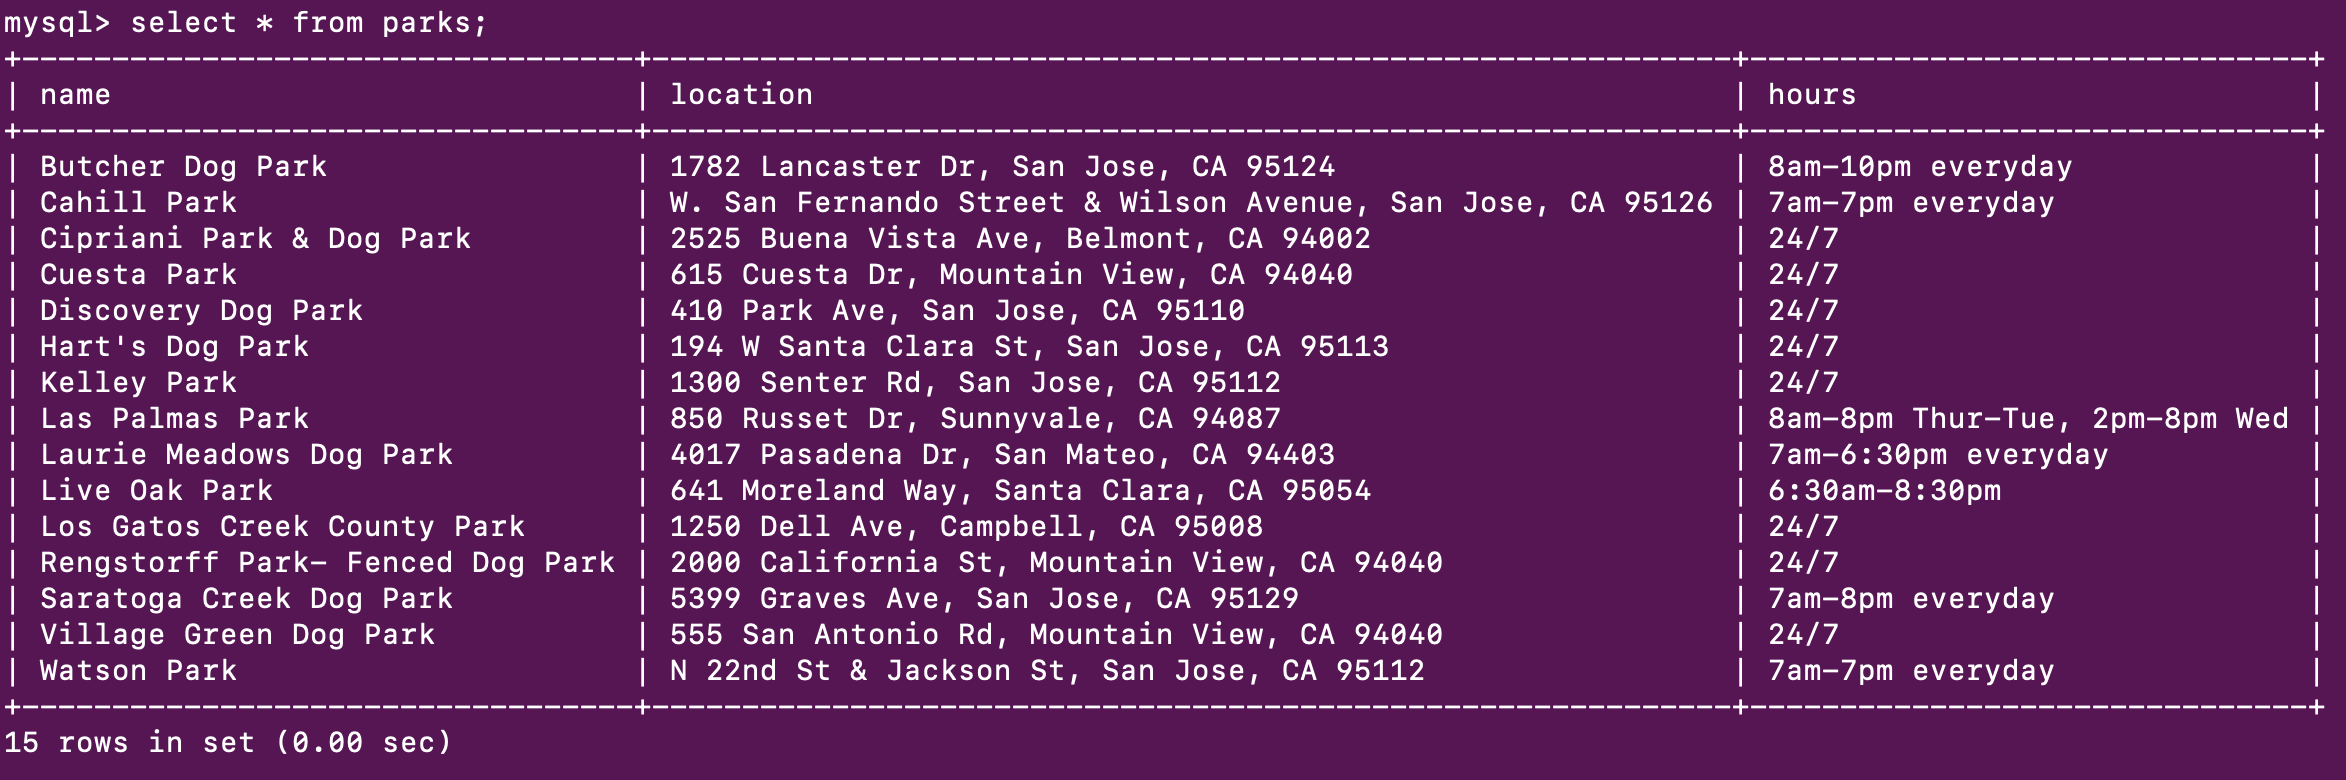 mysql> select * from parks;
+----------------------------------+------------------------------------------------------------+-------------------------------+
| name                             | location                                                   | hours                         |
+----------------------------------+------------------------------------------------------------+-------------------------------+
| Butcher Dog Park                 | 1782 Lancaster Dr, San Jose, CA 95124                      | 8am-10pm everyday             |
| Cahill Park                      | W. San Fernando Street & Wilson Avenue, San Jose, CA 95126 | 7am-7pm everyday              |
| Cipriani Park & Dog Park         | 2525 Buena Vista Ave, Belmont, CA 94002                    | 24/7                          |
| Cuesta Park                      | 615 Cuesta Dr, Mountain View, CA 94040                     | 24/7                          |
| Discovery Dog Park               | 410 Park Ave, San Jose, CA 95110                           | 24/7                          |
| Hart's Dog Park                  | 194 W Santa Clara St, San Jose, CA 95113                   | 24/7                          |
| Kelley Park                      | 1300 Senter Rd, San Jose, CA 95112                         | 24/7                          |
| Las Palmas Park                  | 850 Russet Dr, Sunnyvale, CA 94087                         | 8am-8pm Thur-Tue, 2pm-8pm Wed |
| Laurie Meadows Dog Park          | 4017 Pasadena Dr, San Mateo, CA 94403                      | 7am-6:30pm everyday           |
| Live Oak Park                    | 641 Moreland Way, Santa Clara, CA 95054                    | 6:30am-8:30pm                 |
| Los Gatos Creek County Park      | 1250 Dell Ave, Campbell, CA 95008                          | 24/7                          |
| Rengstorff Park- Fenced Dog Park | 2000 California St, Mountain View, CA 94040                | 24/7                          |
| Saratoga Creek Dog Park          | 5399 Graves Ave, San Jose, CA 95129                        | 7am-8pm everyday              |
| Village Green Dog Park           | 555 San Antonio Rd, Mountain View, CA 94040                | 24/7                          |
| Watson Park                      | N 22nd St & Jackson St, San Jose, CA 95112                 | 7am-7pm everyday              |
+----------------------------------+------------------------------------------------------------+-------------------------------+
15 rows in set (0.00 sec)